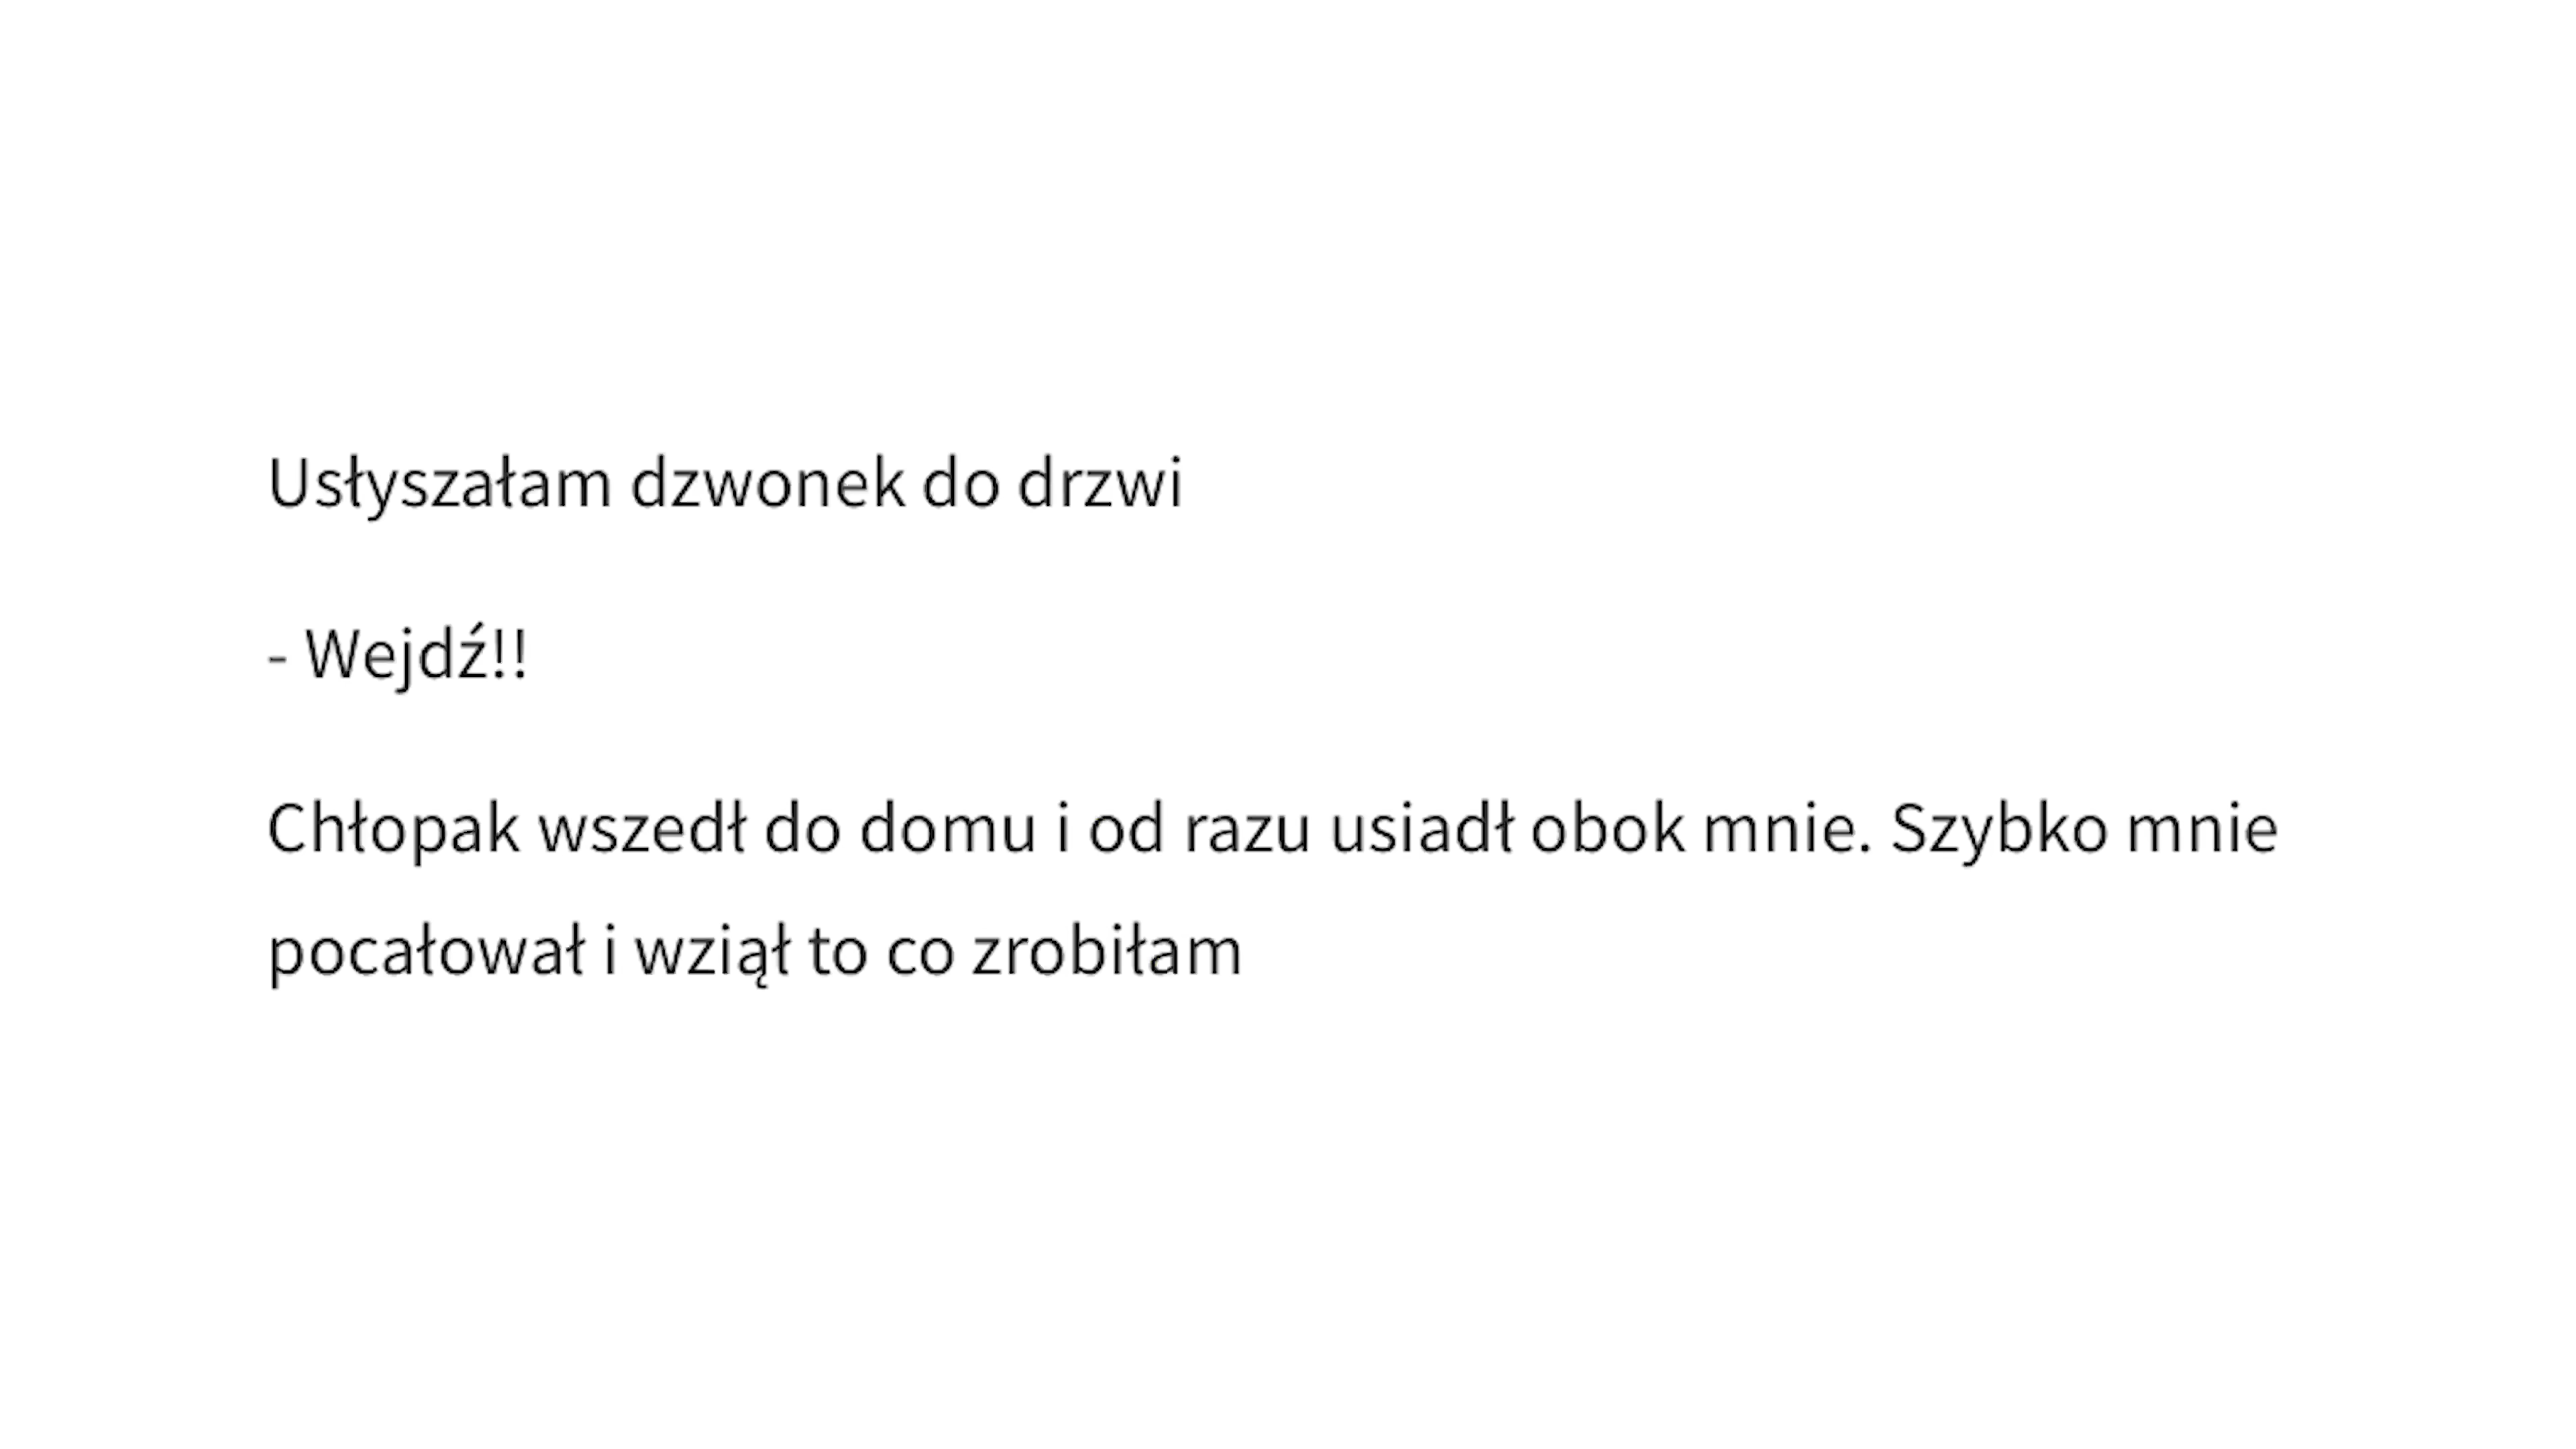 Usłyszałam dzwonek do drzwi
- Wejdź!!
Chłopak wszedł do domu i od razu usiadł obok mnie. Szybko mnie
pocałował i wziął to co zrobiłam